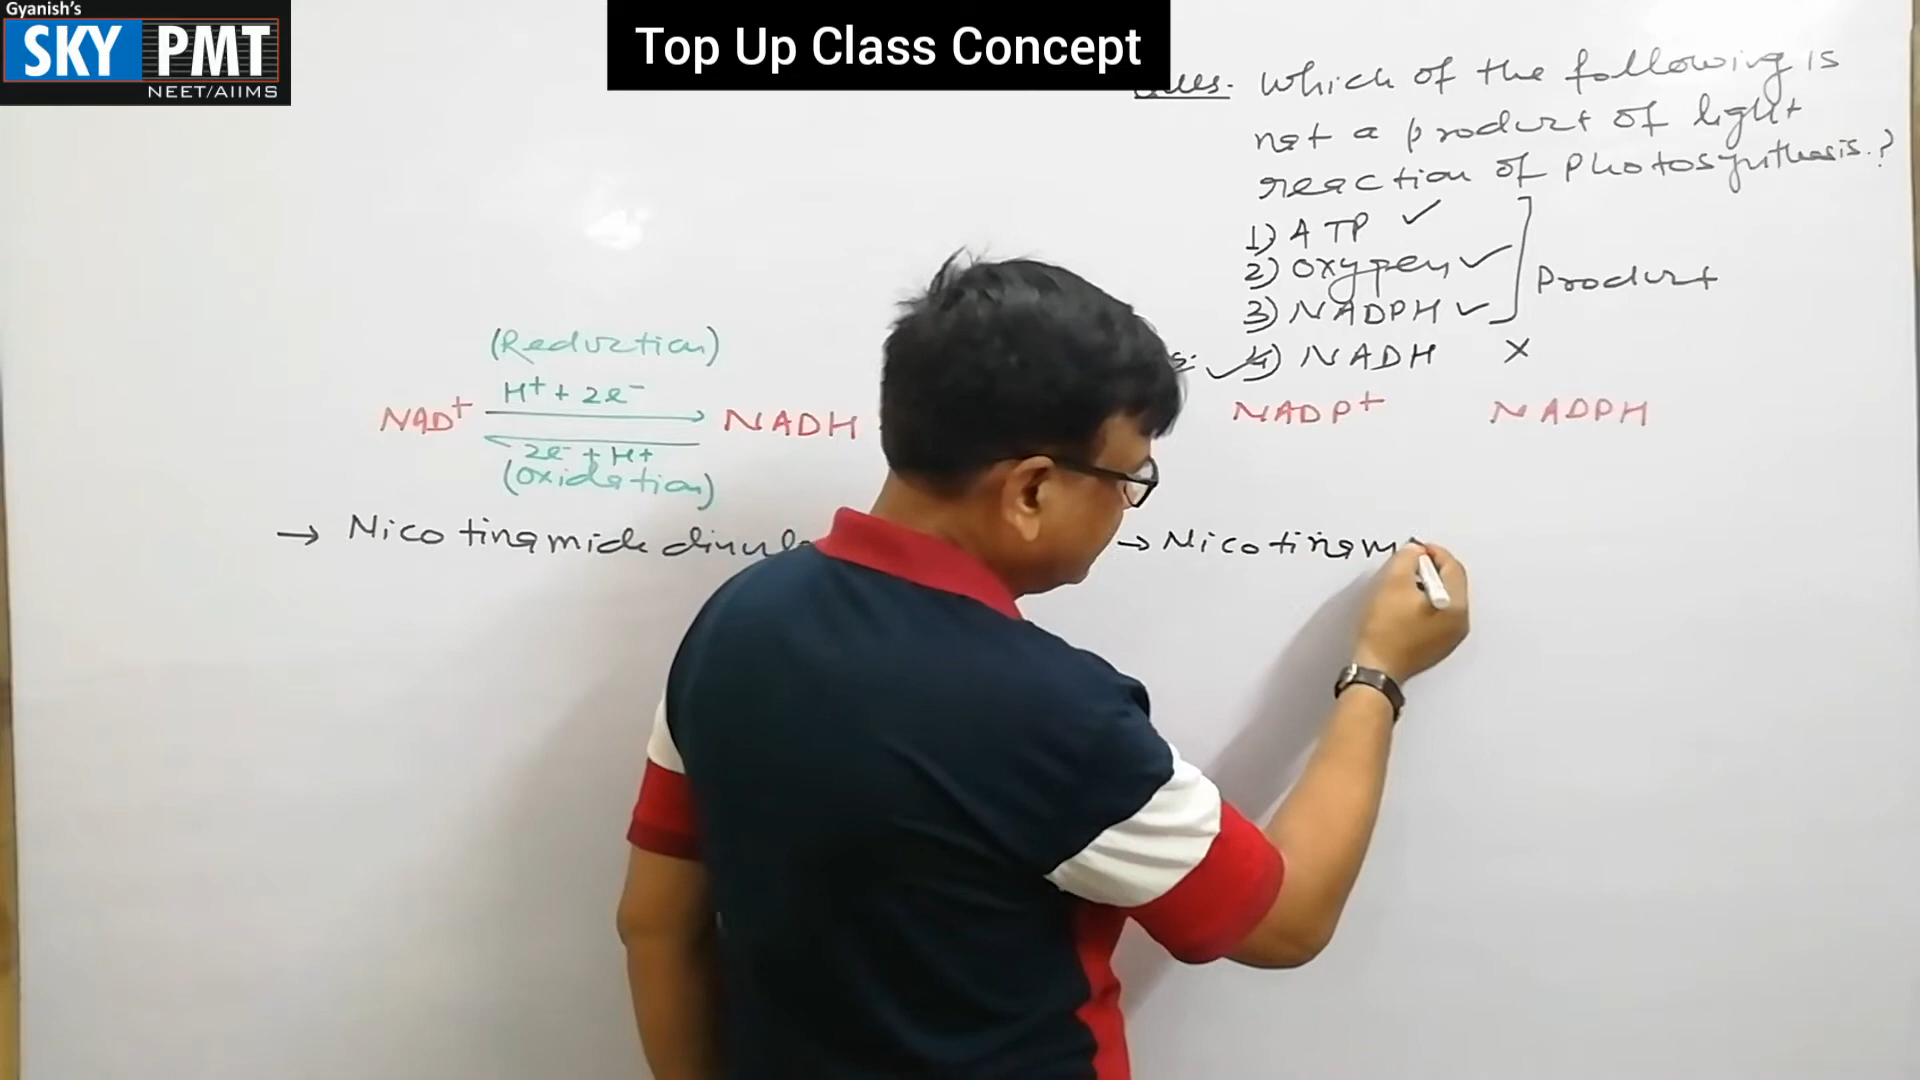 Gyanish's
SKY PMT
NEET/AIIMS
Top Up Class Concept
Ques. Which of the following is
not a product of light
reaction of Photosynthesis.?
1) ATP ✓
2) Oxygen ✓
3) NADPH ✓
Product
4) NADH ×
(Reduction)
H+ + 2e-
NAD+ → NADH
2e- + H+
(Oxidation)
NADP+ NADPH
→ Nicotinamide
→ Nicotinam